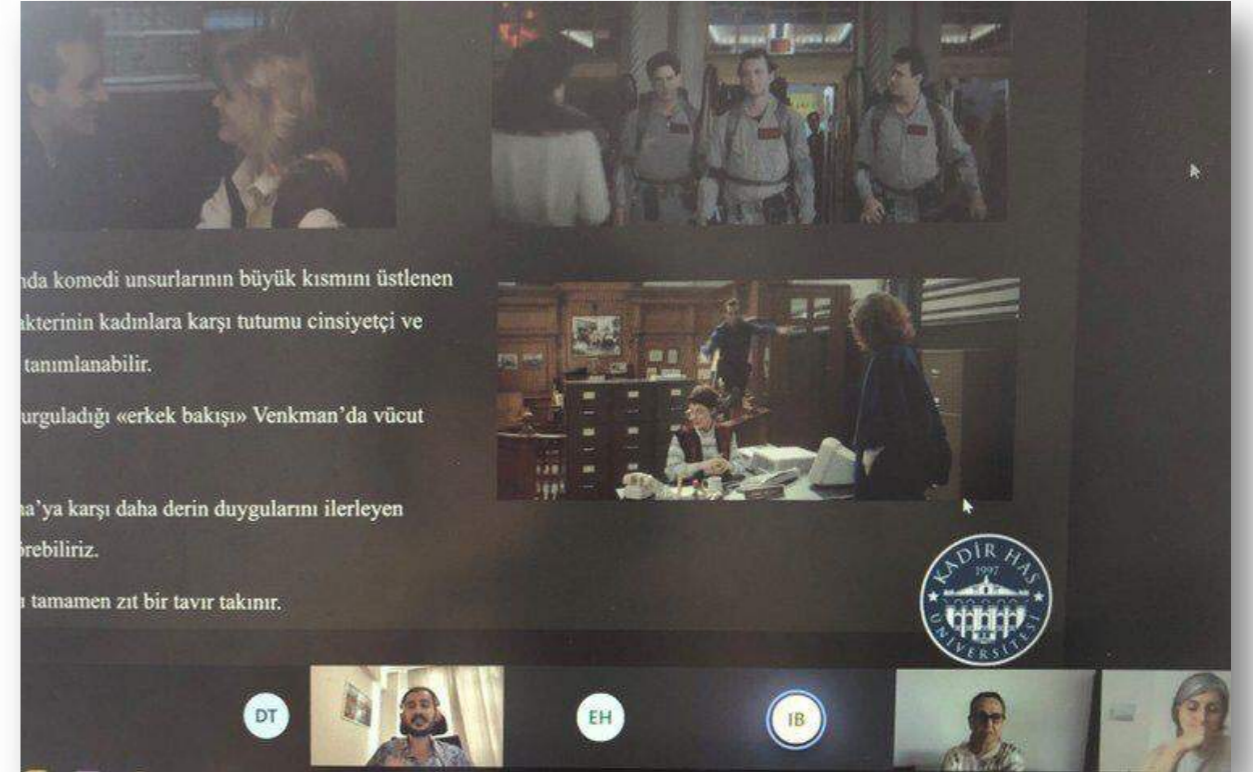 nda komedi unsurlarının büyük kısmını üstlenen
akterinin kadınlara karşı tutumu cinsiyetçi ve
tanımlanabilir.
urguladığı «erkek bakışı» Venkman’da vücut
na’ya karşı daha derin duygularını ilerleyen
örebiliriz.
ı tamamen zıt bir tavır takınır.
KADİR HAS
1997
ÜNİVERSİTESİ
DT
EH
IB